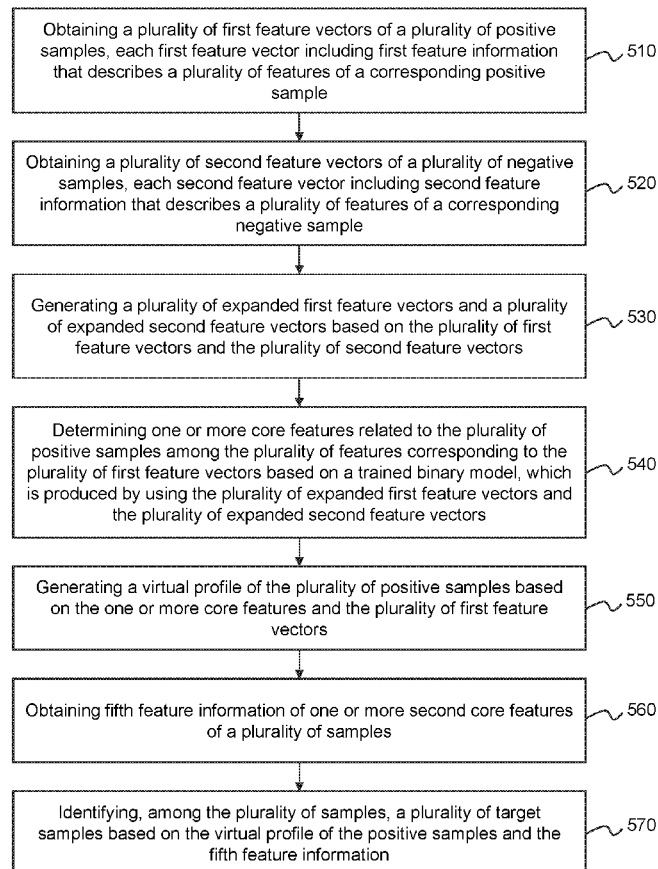 Obtaining a plurality of first feature vectors of a plurality of positive
samples, each first feature vector including first feature information
that describes a plurality of features of a corresponding positive
sample
510
Obtaining a plurality of second feature vectors of a plurality of negative
samples, each second feature vector including second feature
information that describes a plurality of features of a corresponding
negative sample
520
Generating a plurality of expanded first feature vectors and a plurality
of expanded second feature vectors based on the plurality of first
feature vectors and the plurality of second feature vectors
530
Determining one or more core features related to the plurality of
positive samples among the plurality of features corresponding to the
plurality of first feature vectors based on a trained binary model, which
is produced by using the plurality of expanded first feature vectors and
the plurality of expanded second feature vectors
540
Generating a virtual profile of the plurality of positive samples based
on the one or more core features and the plurality of first feature
vectors
550
Obtaining fifth feature information of one or more second core features
of a plurality of samples
560
Identifying, among the plurality of samples, a plurality of target
samples based on the virtual profile of the positive samples and the
fifth feature information
570